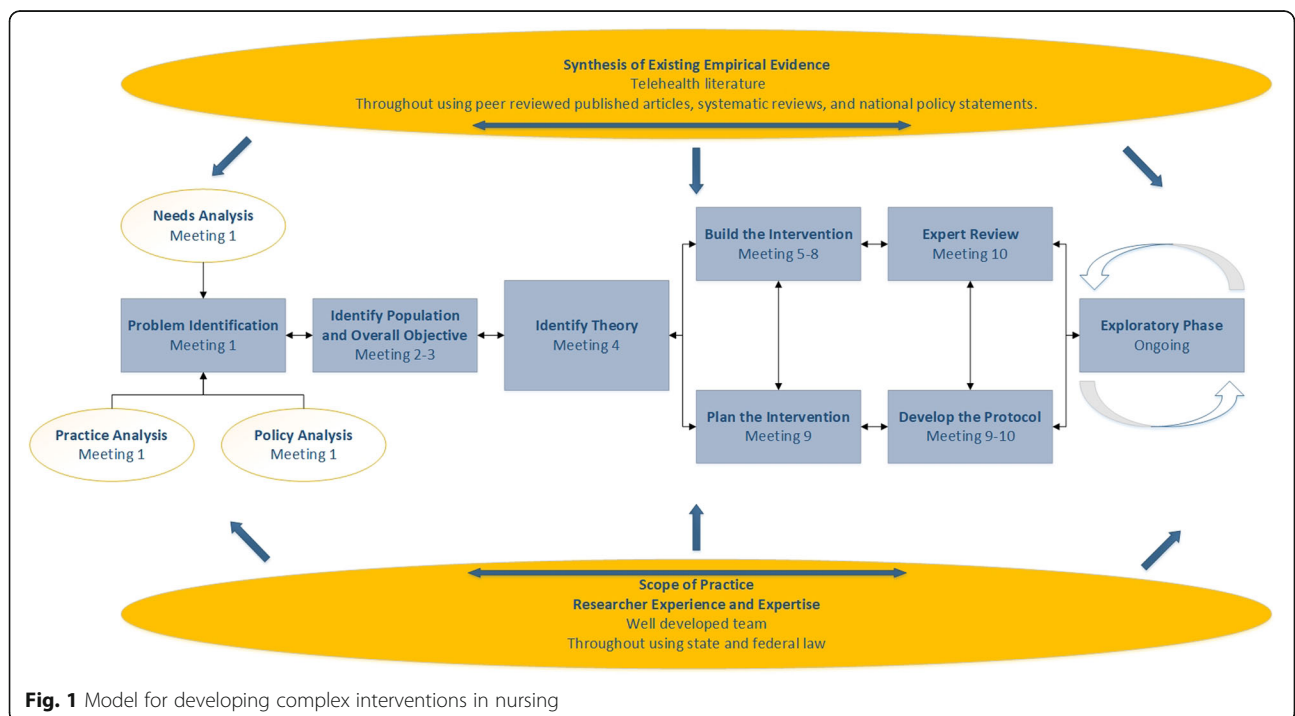 Synthesis of Existing Empirical Evidence
Telehealth literature
Throughout using peer reviewed published articles, systematic reviews, and national policy statements.
Needs Analysis
Meeting 1
Problem Identification
Meeting 1
Identify Population
and Overall Objective
Meeting 2-3
Identify Theory
Meeting 4
Build the Intervention
Meeting 5-8
Expert Review
Meeting 10
Exploratory Phase
Ongoing
Practice Analysis
Meeting 1
Policy Analysis
Meeting 1
Plan the Intervention
Meeting 9
Develop the Protocol
Meeting 9-10
Scope of Practice
Researcher Experience and Expertise
Well developed team
Throughout using state and federal law
Fig. 1 Model for developing complex interventions in nursing